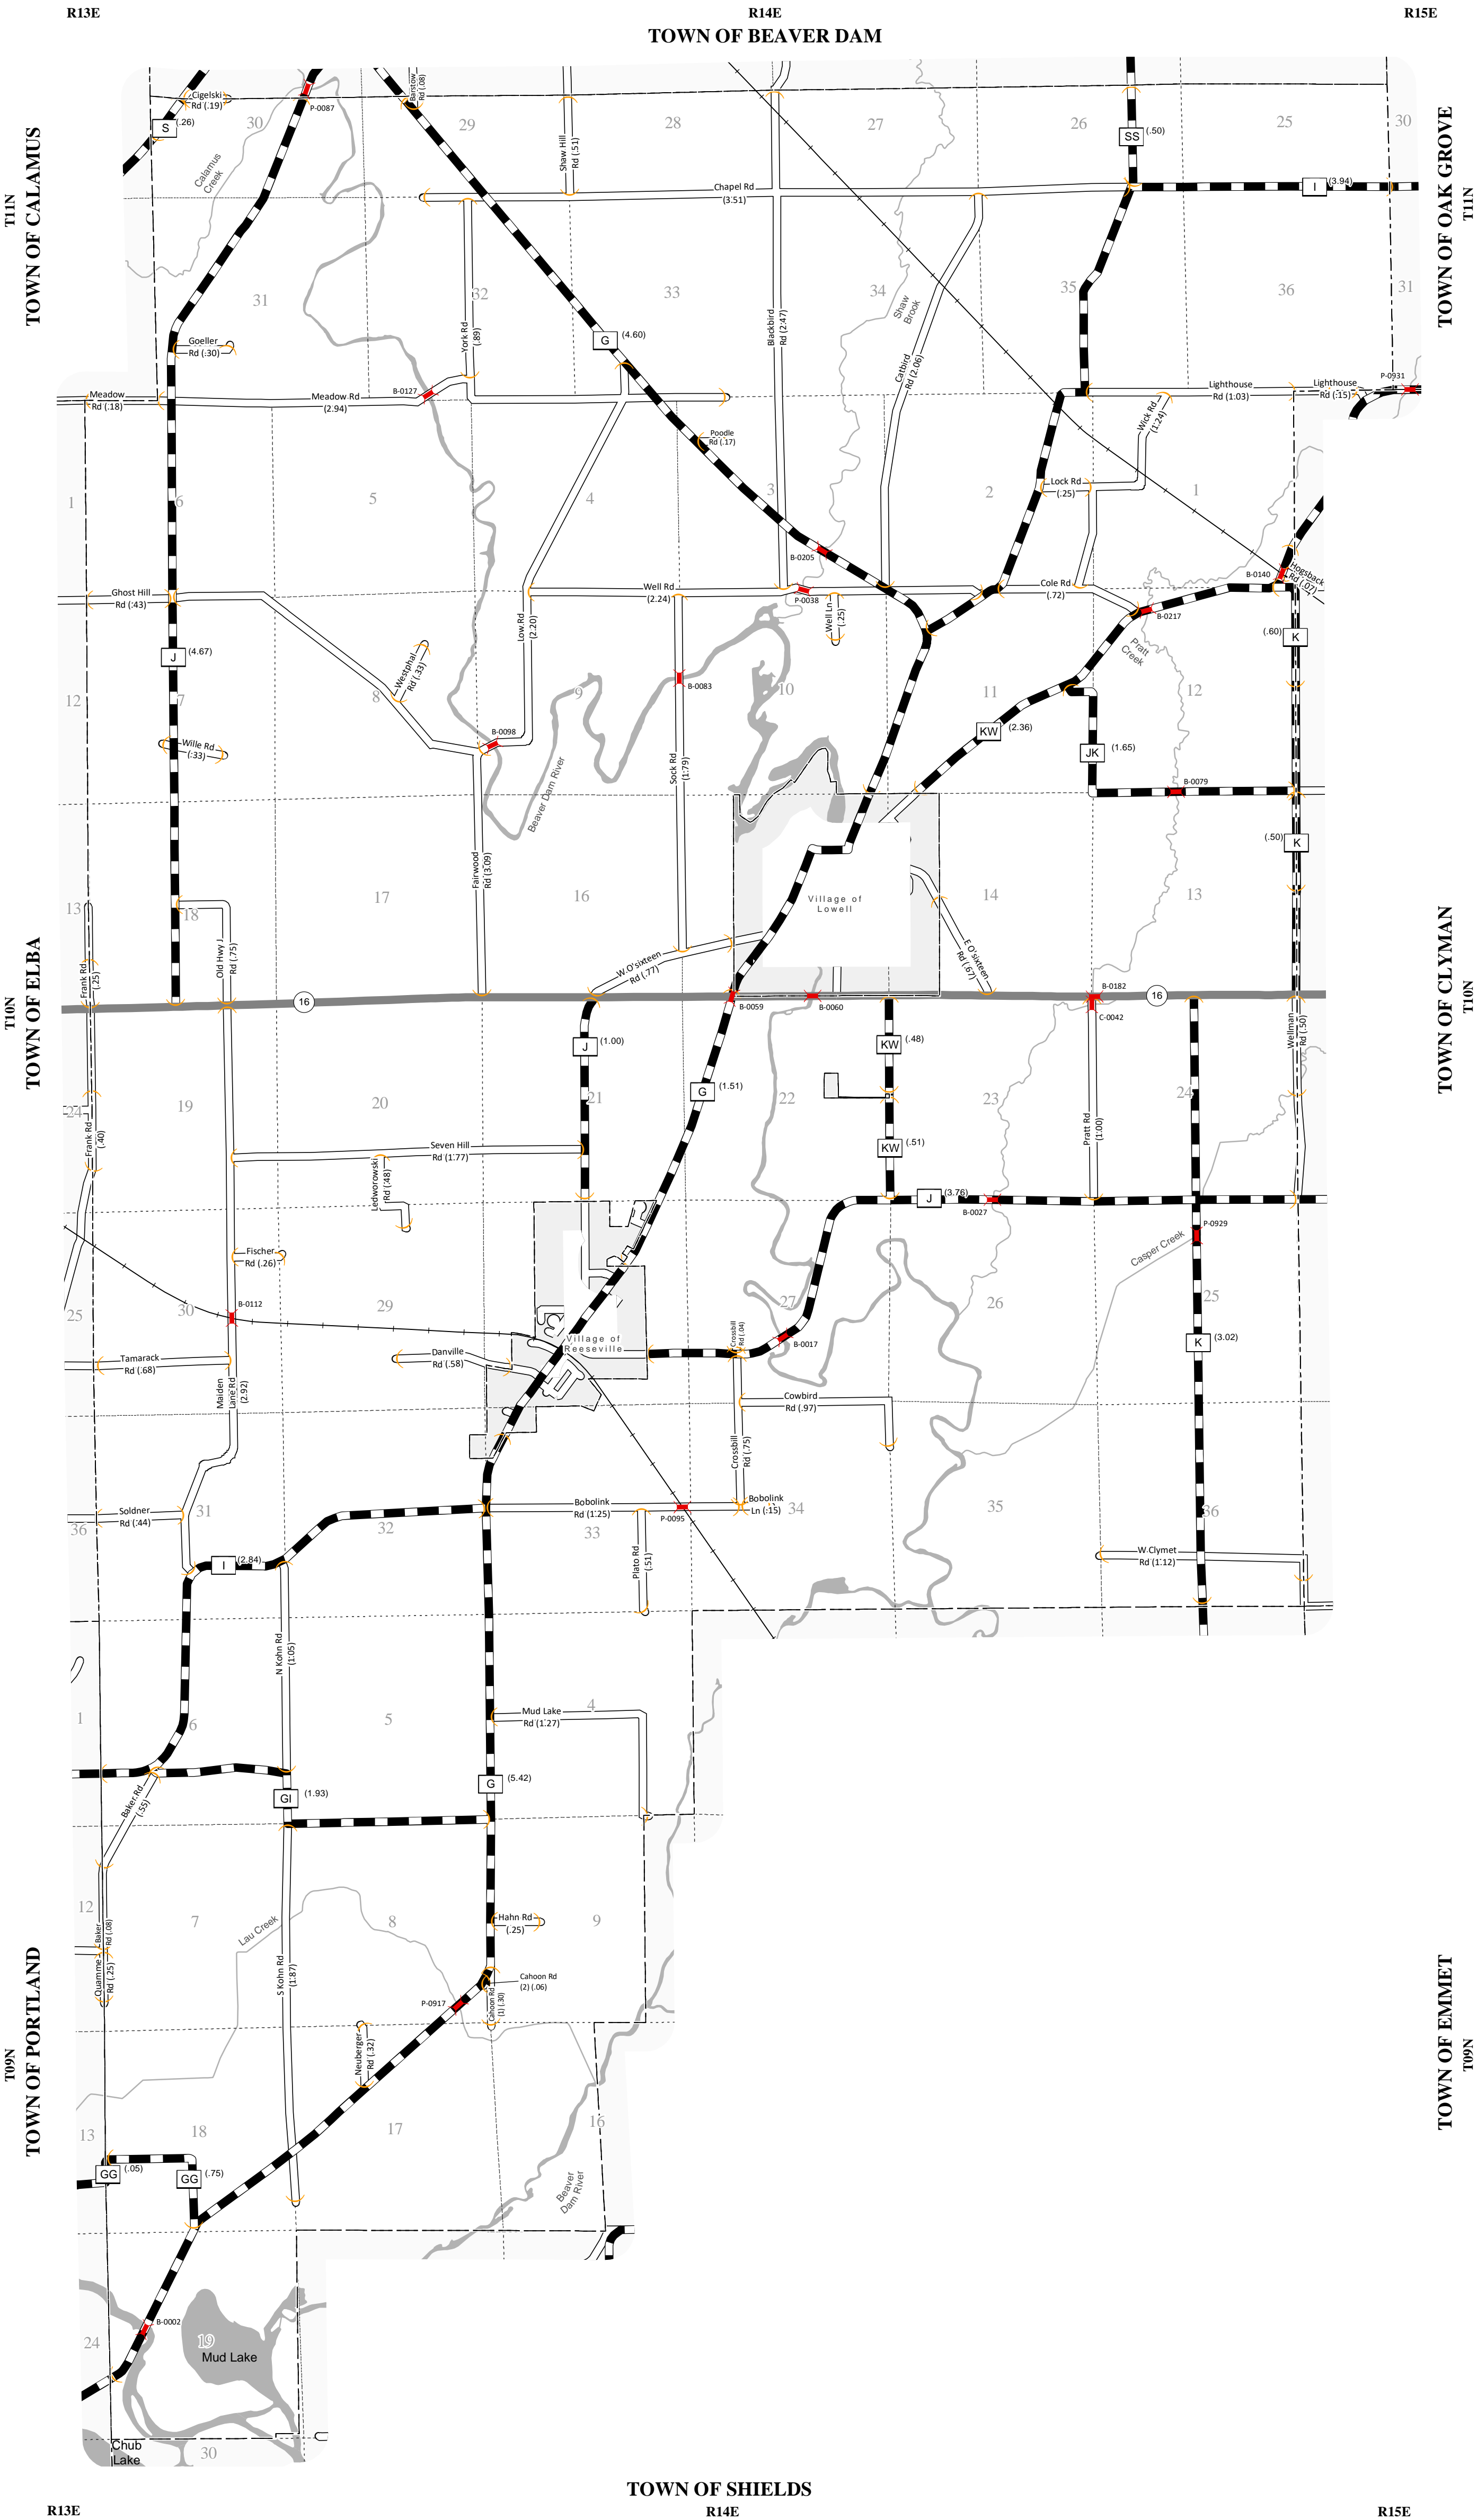 R13E
R14E
R15E
TOWN OF BEAVER DAM
TOWN OF CALAMUS
T11N
TOWN OF OAK GROVE
T11N
Cigelski
Rd (.19)
S
(.26)
30
P-0087
Barstow
Rd (.08)
29
Shaw Hill
Rd (.51)
28
27
26
SS
(.50)
25
30
Calamus
Creek
Chapel Rd
(3.51)
I
(3.94)
31
32
33
34
35
36
31
Shaw
Brook
York Rd
(.89)
G
(4.60)
Blackbird
Rd (2.47)
Catbird
Rd (2.06)
Goeller
Rd (.30)
P-0931
Meadow
Rd (.18)
Meadow Rd
(2.94)
B-0127
Lighthouse
Rd (1.03)
Lighthouse
Rd (.15)
Wick Rd
(1.24)
Poodle
Rd (.17)
Lock Rd
(.25)
1
6
5
4
3
2
1
B-0205
B-0140
Hogsback
Rd (.07)
Ghost Hill
Rd (.43)
Well Rd
(2.24)
P-0038
Well Ln
(.25)
Cole Rd
(.72)
B-0217
Low Rd
(2.20)
K
(.60)
Pratt
Creek
J
(4.67)
Westphal
Rd (.33)
B-0083
12
7
8
9
10
11
12
KW
(2.36)
JK
(1.65)
B-0098
Wille Rd
(.33)
Sock Rd
(1.79)
B-0079
Beaver Dam River
K
(.50)
Fairwood
Rd (3.09)
Village of
Lowell
13
18
17
16
14
13
Old Hwy J
Rd (.75)
W O'sixteen
Rd (.77)
E O'sixteen
Rd (.67)
Frank Rd
(.25)
TOWN OF ELBA
T10N
TOWN OF CLYMAN
T10N
16
B-0059
B-0060
B-0182
C-0042
16
Wellman
Rd (.50)
J
(1.00)
KW
(.48)
G
(1.51)
24
19
20
21
22
23
24
Frank Rd
(.40)
Pratt Rd
(1.00)
Seven Hill
Rd (1.77)
KW
(.51)
Ledworowski
Rd (.48)
J
(3.76)
B-0027
P-0929
Casper Creek
Fischer
Rd (.26)
25
30
29
27
26
25
B-0112
Village of
Reeseville
Crossbill
Rd (.04)
B-0017
K
(3.02)
Tamarack
Rd (.68)
Danville
Rd (.58)
Maiden
Lane Rd
(2.92)
Cowbird
Rd (.97)
Crossbill
Rd (.75)
Soldner
Rd (.44)
Bobolink
Rd (1.25)
P-0095
Bobolink
Ln (.15)
36
31
32
33
34
35
36
I
(2.84)
Plato Rd
(.51)
W Clymet
Rd (1.12)
N Kohn Rd
(1.05)
1
6
5
4
Mud Lake
Rd (1.27)
G
(5.42)
GI
(1.93)
Baker Rd
(.55)
12
7
8
9
Lau Creek
Hahn Rd
(.25)
Baker
Rd (.08)
Quamme
Rd (.25)
S Kohn Rd
(1.87)
Cahoon Rd
(2) (.06)
P-0917
Cahoon Rd
(1) (.30)
TOWN OF PORTLAND
T09N
TOWN OF EMMET
T09N
Neuberger
Rd (.32)
13
18
17
16
GG
(.05)
GG
(.75)
Beaver
Dam River
B-0002
24
19
Mud Lake
Chub
Lake
30
TOWN OF SHIELDS
R13E
R14E
R15E